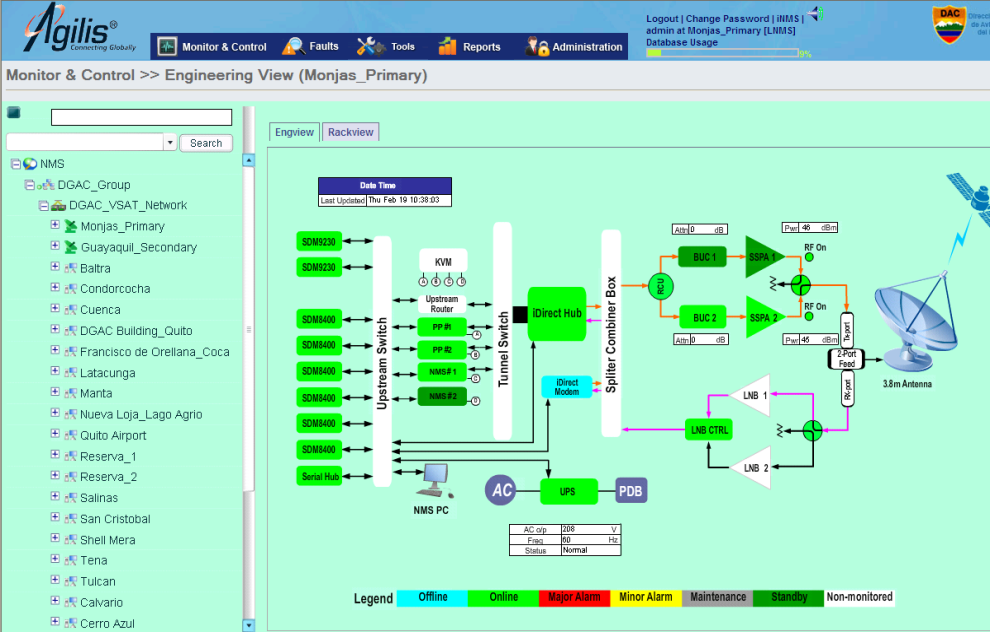 Agilis®
Connecting Globally
Monitor & Control
Faults
Tools
Reports
Administration
Logout | Change Password | iNMS |
admin at Monjas_Primary [LNMS]
Database Usage
9%
DAC
Monitor & Control >> Engineering View (Monjas_Primary)
Search
NMS
DGAC_Group
DGAC_VSAT_Network
Monjas_Primary
Guayaquil_Secondary
Baltra
Condorcocha
Cuenca
DGAC Building_Quito
Francisco de Orellana_Coca
Latacunga
Manta
Nueva Loja_Lago Agrio
Quito Airport
Reserva_1
Reserva_2
Salinas
San Cristobal
Shell Mera
Tena
Tulcan
Calvario
Cerro Azul
Engview
Rackview
Date Time
Last Updated Thu Feb 19 10:38:03
SDM9230
SDM9230
SDM8400
SDM8400
SDM8400
SDM8400
SDM8400
SDM8400
Serial Hub
Upstream Switch
KVM
A B C D
Upstream
Router
PP #1
A
PP #2
B
NMS# 1
C
NMS #2
D
Tunnel Switch
iDirect Hub
iDirect
Modem
Spliter Combiner Box
NMS PC
AC
UPS
PDB
AC o/p 208 V
Freq 60 Hz
Status Normal
RCU
Attn 0 dB
BUC 1
SSPA 1
Pwr 46 dBm
RF On
BUC 2
SSPA 2
RF On
Attn 0 dB
Pwr 45 dBm
Tx-port
2-Port
Feed
RX-port
3.8m Antenna
LNB 1
LNB CTRL
LNB 2
Legend
Offline
Online
Major Alarm
Minor Alarm
Maintenance
Standby
Non-monitored